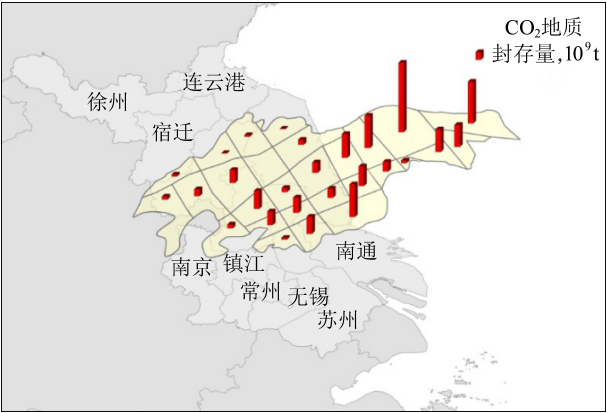 CO₂地质
封存量,10⁹t
连云港
徐州
宿迁
南通
南京
镇江
常州
无锡
苏州